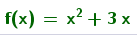 f(x) = x² + 3 x